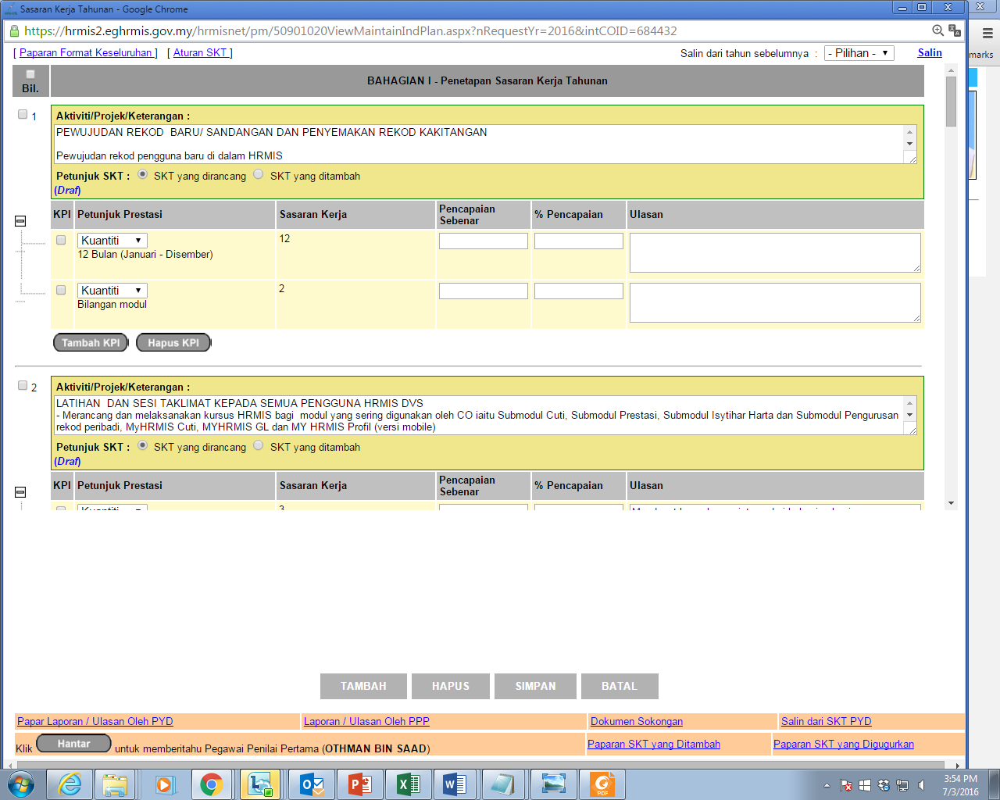 Sasaran Kerja Tahunan - Google Chrome
https://hrmis2.eghrmis.gov.my/hrmisnet/pm/50901020ViewMaintainIndPlan.aspx?nRequestYr=2016&intCOID=684432
marks
[ Paparan Format Keseluruhan ] [ Aturan SKT ] Salin dari tahun sebelumnya : - Pilihan - Salin
Bil. BAHAGIAN I - Penetapan Sasaran Kerja Tahunan
1 Aktiviti/Projek/Keterangan :
PEWUJUDAN REKOD BARU/ SANDANGAN DAN PENYEMAKAN REKOD KAKITANGAN
Pewujudan rekod pengguna baru di dalam HRMIS
Petunjuk SKT : SKT yang dirancang SKT yang ditambah
(Draf)
KPI Petunjuk Prestasi Sasaran Kerja Pencapaian Sebenar % Pencapaian Ulasan
Kuantiti 12
12 Bulan (Januari - Disember)
Kuantiti 2
Bilangan modul
Tambah KPI Hapus KPI
2 Aktiviti/Projek/Keterangan :
LATIHAN DAN SESI TAKLIMAT KEPADA SEMUA PENGGUNA HRMIS DVS
- Merancang dan melaksanakan kursus HRMIS bagi modul yang sering digunakan oleh CO iaitu Submodul Cuti, Submodul Prestasi, Submodul Isytihar Harta dan Submodul Pengurusan
rekod peribadi, MyHRMIS Cuti, MYHRMIS GL dan MY HRMIS Profil (versi mobile)
Petunjuk SKT : SKT yang dirancang SKT yang ditambah
(Draf)
KPI Petunjuk Prestasi Sasaran Kerja Pencapaian Sebenar % Pencapaian Ulasan
Kuantiti 3
TAMBAH HAPUS SIMPAN BATAL
Papar Laporan / Ulasan Oleh PYD Laporan / Ulasan Oleh PPP Dokumen Sokongan Salin dari SKT PYD
Klik Hantar untuk memberitahu Pegawai Penilai Pertama (OTHMAN BIN SAAD) Paparan SKT yang Ditambah Paparan SKT yang Digugurkan
PDF
3:54 PM
7/3/2016